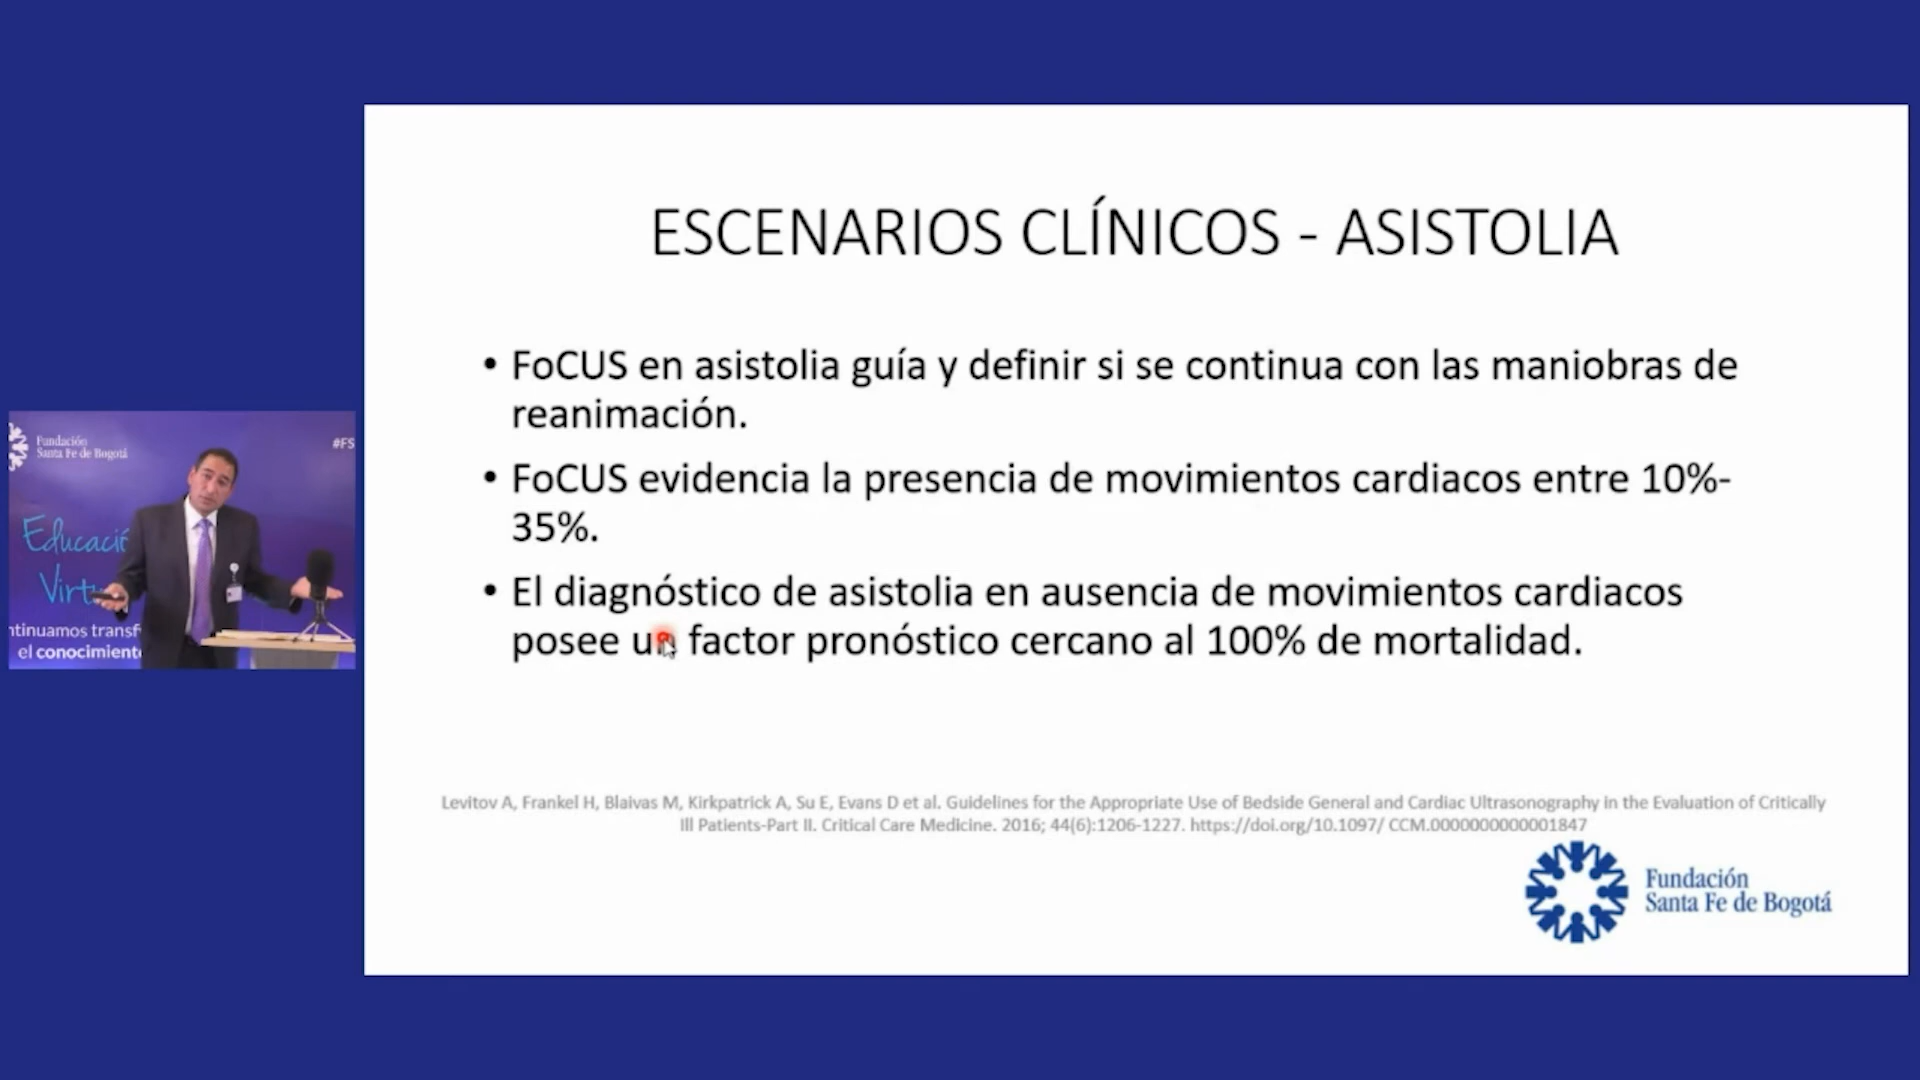 ESCENARIOS CLÍNICOS - ASISTOLIA
• FoCUS en asistolia guía y definir si se continua con las maniobras de
reanimación.
• FoCUS evidencia la presencia de movimientos cardiacos entre 10%-
35%.
• El diagnóstico de asistolia en ausencia de movimientos cardiacos
posee un factor pronóstico cercano al 100% de mortalidad.
Levitov A, Frankel H, Blaivas M, Kirkpatrick A, Su E, Evans D et al. Guidelines for the Appropriate Use of Bedside General and Cardiac Ultrasonography in the Evaluation of Critically
Ill Patients-Part II. Critical Care Medicine. 2016; 44(6):1206-1227. https://doi.org/10.1097/ CCM.0000000000001847
Fundación
Santa Fe de Bogotá
Fundación
Santa Fe de Bogotá
#FS
Educació
Virtu
ntinuamos transf
el conocimient